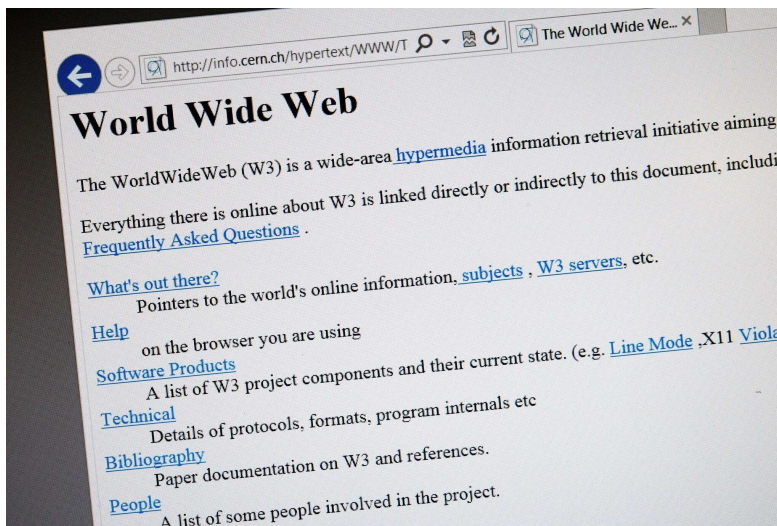 http://info.cern.ch/hypertext/WWW/T
The World Wide We...
World Wide Web
The WorldWideWeb (W3) is a wide-area hypermedia information retrieval initiative aiming
Everything there is online about W3 is linked directly or indirectly to this document, includi
Frequently Asked Questions .
What's out there?
Pointers to the world's online information, subjects , W3 servers, etc.
Help
on the browser you are using
Software Products
A list of W3 project components and their current state. (e.g. Line Mode ,X11 Viola
Technical
Details of protocols, formats, program internals etc
Bibliography
Paper documentation on W3 and references.
People
A list of some people involved in the project.